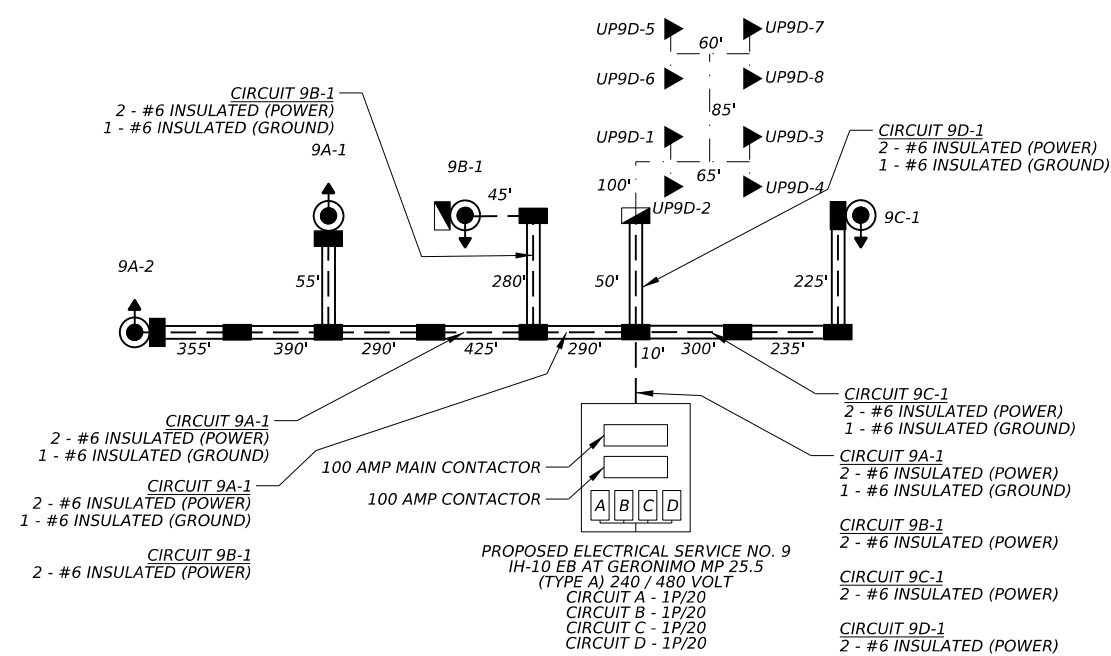 UP9D-5
UP9D-7
60'
UP9D-6
UP9D-8
CIRCUIT 9B-1
2 - #6 INSULATED (POWER)
1 - #6 INSULATED (GROUND)
85'
UP9D-1
UP9D-3
CIRCUIT 9D-1
2 - #6 INSULATED (POWER)
1 - #6 INSULATED (GROUND)
9A-1
9B-1
45'
100'
65'
UP9D-4
UP9D-2
9C-1
9A-2
55'
280'
50'
225'
355'
390'
290'
425'
290'
10'
300'
235'
CIRCUIT 9A-1
2 - #6 INSULATED (POWER)
1 - #6 INSULATED (GROUND)
CIRCUIT 9A-1
2 - #6 INSULATED (POWER)
1 - #6 INSULATED (GROUND)
CIRCUIT 9B-1
2 - #6 INSULATED (POWER)
100 AMP MAIN CONTACTOR
100 AMP CONTACTOR
A B C D
PROPOSED ELECTRICAL SERVICE NO. 9
IH-10 EB AT GERONIMO MP 25.5
(TYPE A) 240 / 480 VOLT
CIRCUIT A - 1P/20
CIRCUIT B - 1P/20
CIRCUIT C - 1P/20
CIRCUIT D - 1P/20
CIRCUIT 9C-1
2 - #6 INSULATED (POWER)
1 - #6 INSULATED (GROUND)
CIRCUIT 9A-1
2 - #6 INSULATED (POWER)
1 - #6 INSULATED (GROUND)
CIRCUIT 9B-1
2 - #6 INSULATED (POWER)
CIRCUIT 9C-1
2 - #6 INSULATED (POWER)
CIRCUIT 9D-1
2 - #6 INSULATED (POWER)